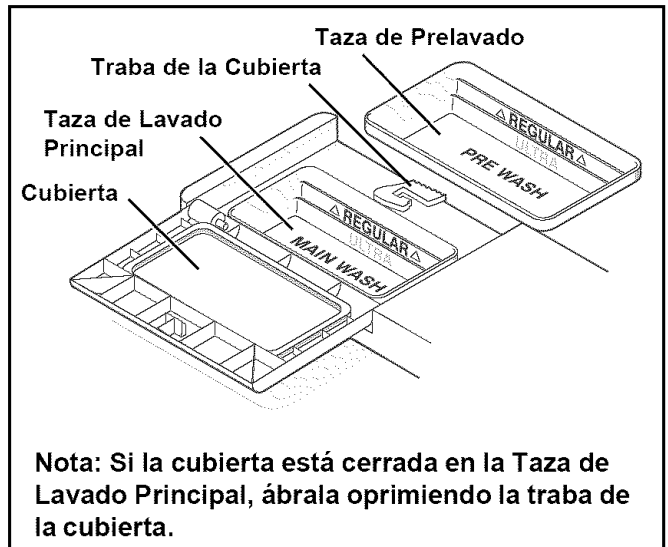 Taza de Prelavado
Traba de la Cubierta
Taza de Lavado
Principal
Cubierta
△ REGULAR △
ULTRA
PRE WASH
△ REGULAR △
ULTRA
MAIN WASH
Nota: Si la cubierta está cerrada en la Taza de
Lavado Principal, ábrala oprimiendo la traba de
la cubierta.